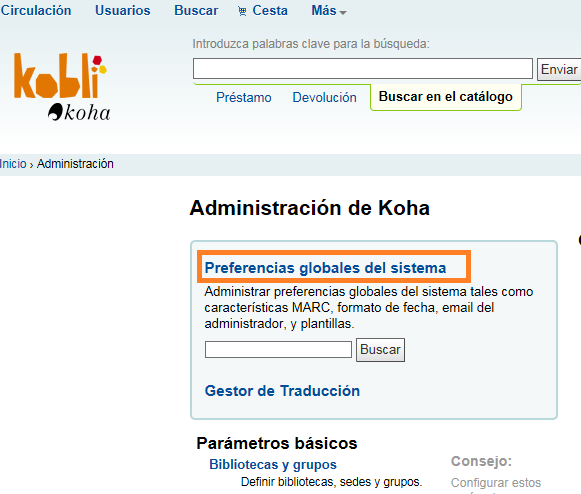 Circulación Usuarios Buscar Cesta Más
Introduzca palabras clave para la búsqueda:
Enviar
kobli
koha
Préstamo Devolución Buscar en el catálogo
Inicio › Administración
Administración de Koha
Preferencias globales del sistema
Administrar preferencias globales del sistema tales como
características MARC, formato de fecha, email del
administrador, y plantillas.
Buscar
Gestor de Traducción
Parámetros básicos
Bibliotecas y grupos
Definir bibliotecas, sedes y grupos.
Consejo:
Configurar estos